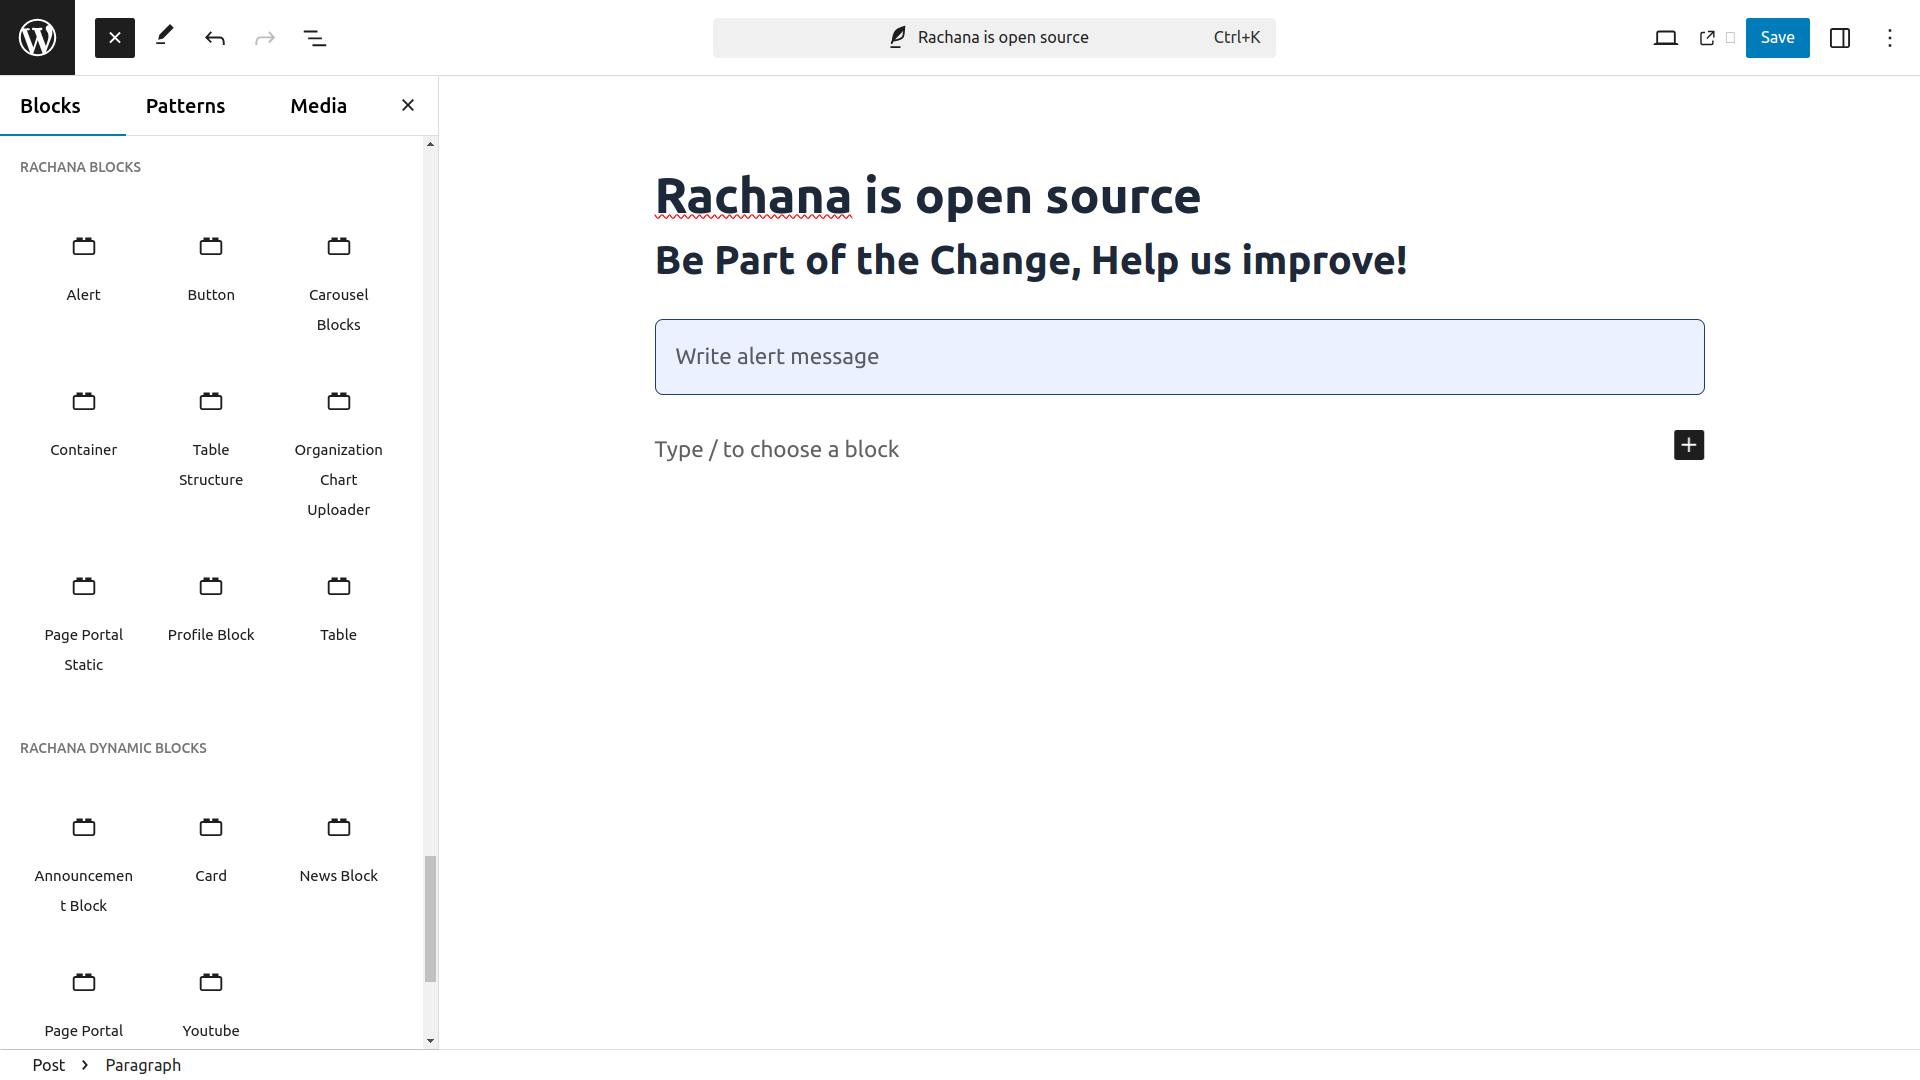 Rachana is open source
Ctrl+K
Save
Blocks
Patterns
Media
RACHANA BLOCKS
Alert
Button
Carousel
Blocks
Container
Table
Structure
Organization
Chart
Uploader
Page Portal
Static
Profile Block
Table
RACHANA DYNAMIC BLOCKS
Announcemen
t Block
Card
News Block
Page Portal
Youtube
Rachana is open source
Be Part of the Change, Help us improve!
Write alert message
Type / to choose a block
Post
Paragraph